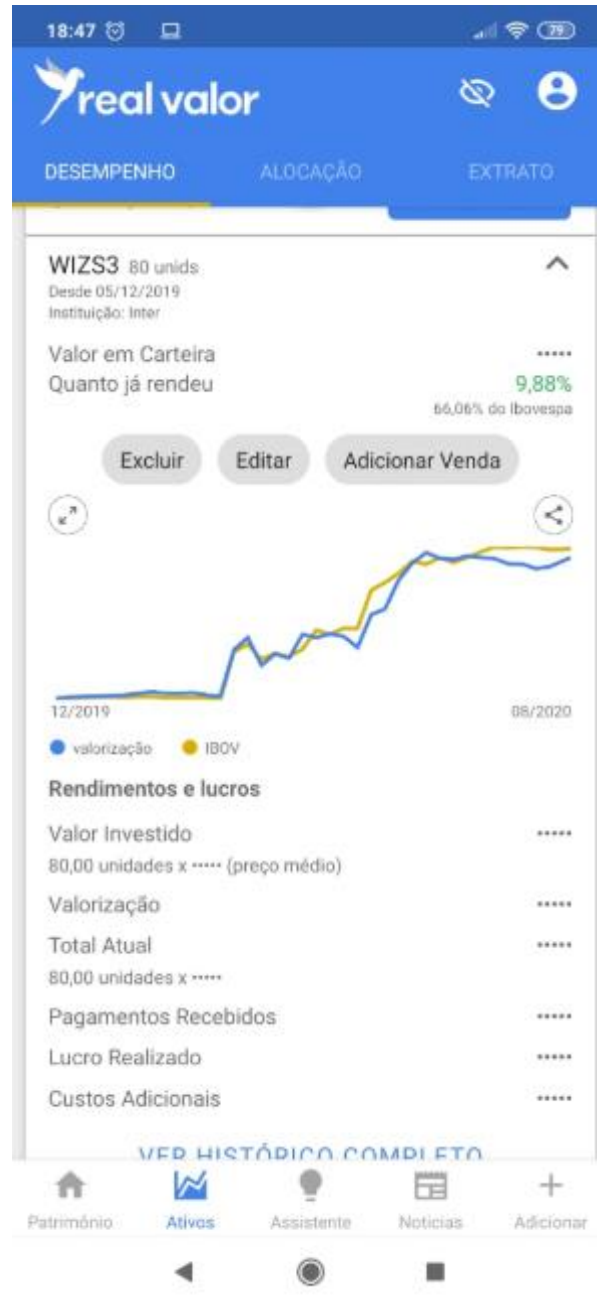 18:47
79
real valor
DESEMPENHO ALOCAÇÃO EXTRATO
WIZS3 80 unids
Desde 05/12/2019
Instituição: Inter
Valor em Carteira •••••
Quanto já rendeu 9,88%
66,06% do Ibovespa
Excluir Editar Adicionar Venda
12/2019 08/2020
valorização IBOV
Rendimentos e lucros
Valor Investido •••••
80,00 unidades x ••••• (preço médio)
Valorização •••••
Total Atual •••••
80,00 unidades x •••••
Pagamentos Recebidos •••••
Lucro Realizado •••••
Custos Adicionais •••••
VER HISTÓRICO COMPLETO
Patrimônio Ativos Assistente Noticias Adicionar